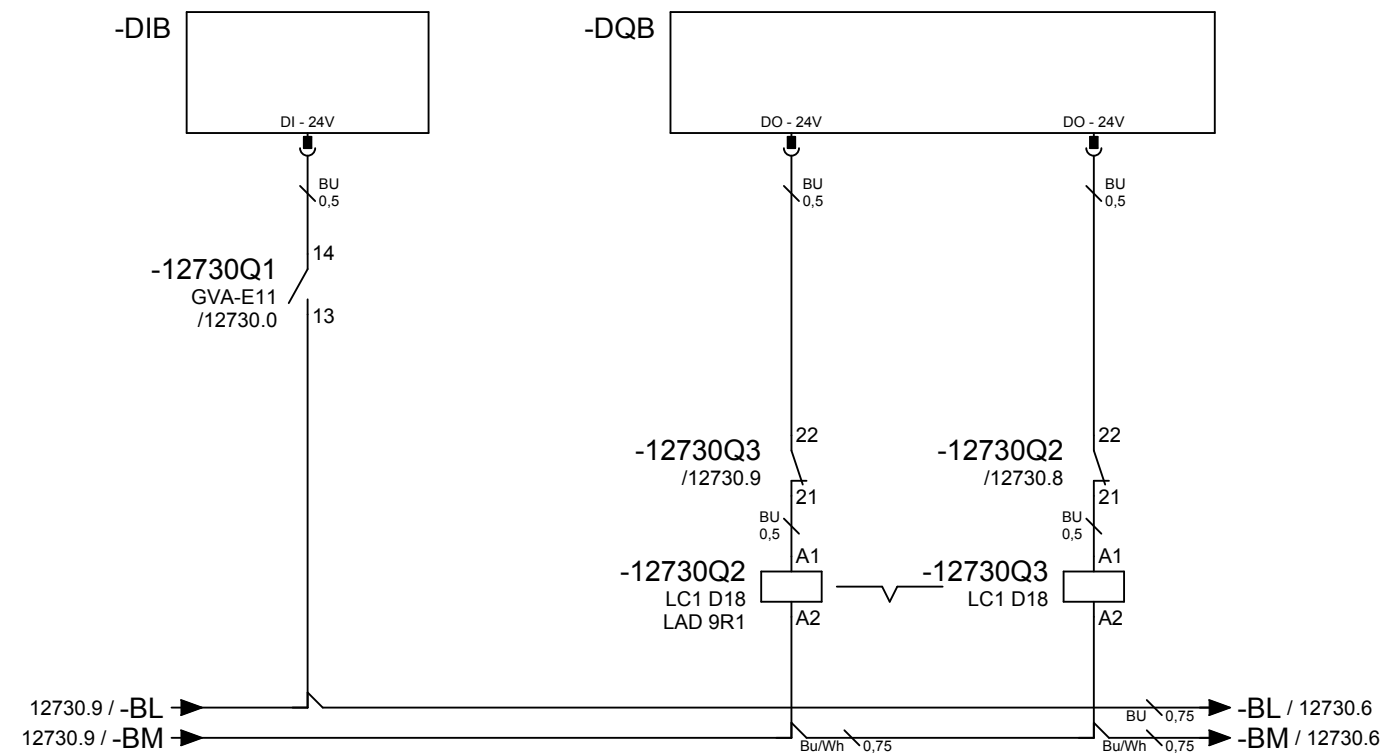 -DIB
DI - 24V
BU
0,5
14
-12730Q1
GVA-E11
/12730.0
13
-DQB
DO - 24V
DO - 24V
BU
0,5
BU
0,5
22
-12730Q3
/12730.9
21
BU
0,5
A1
-12730Q2
LC1 D18
LAD 9R1
A2
22
-12730Q2
/12730.8
21
BU
0,5
A1
-12730Q3
LC1 D18
A2
12730.9 / -BL
BU 0,75
-BL / 12730.6
12730.9 / -BM
Bu/Wh 0,75
Bu/Wh 0,75
-BM / 12730.6